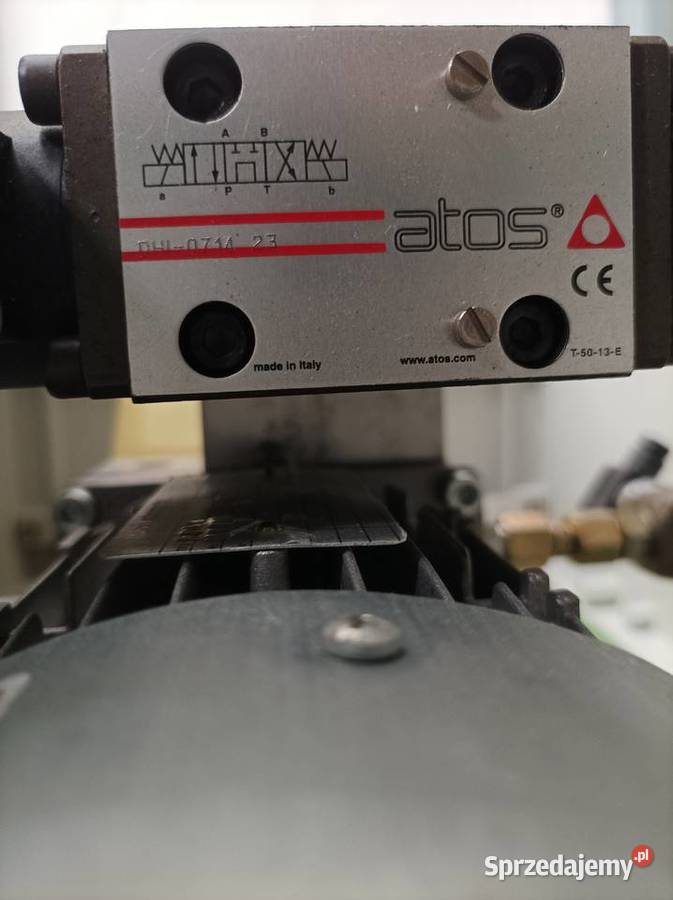 A B
a P T b
DHI-0714 23
atos®
CE
made in Italy
www.atos.com
T-50-13-E
Sprzedajemy.pl